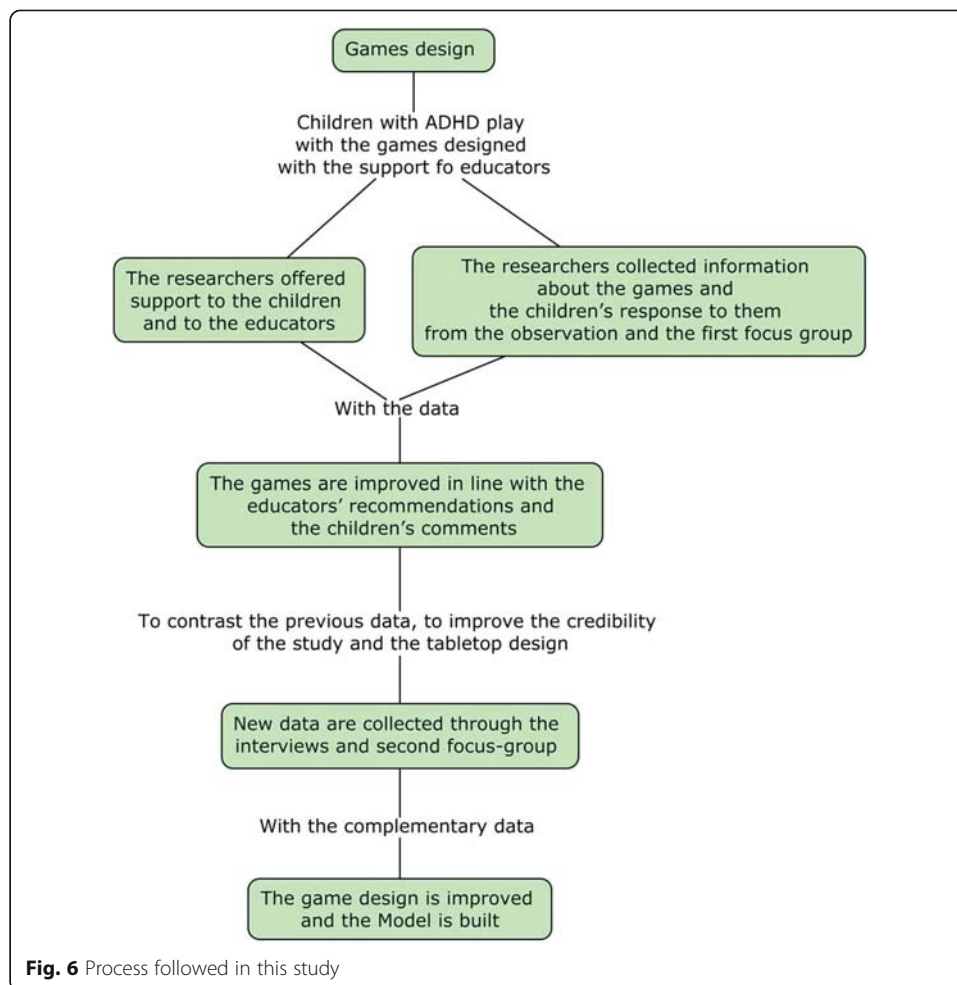 Games design
Children with ADHD play
with the games designed
with the support fo educators
The researchers offered
support to the children
and to the educators
The researchers collected information
about the games and
the children's response to them
from the observation and the first focus group
With the data
The games are improved in line with the
educators' recommendations and
the children's comments
To contrast the previous data, to improve the credibility
of the study and the tabletop design
New data are collected through the
interviews and second focus-group
With the complementary data
The game design is improved
and the Model is built
Fig. 6 Process followed in this study